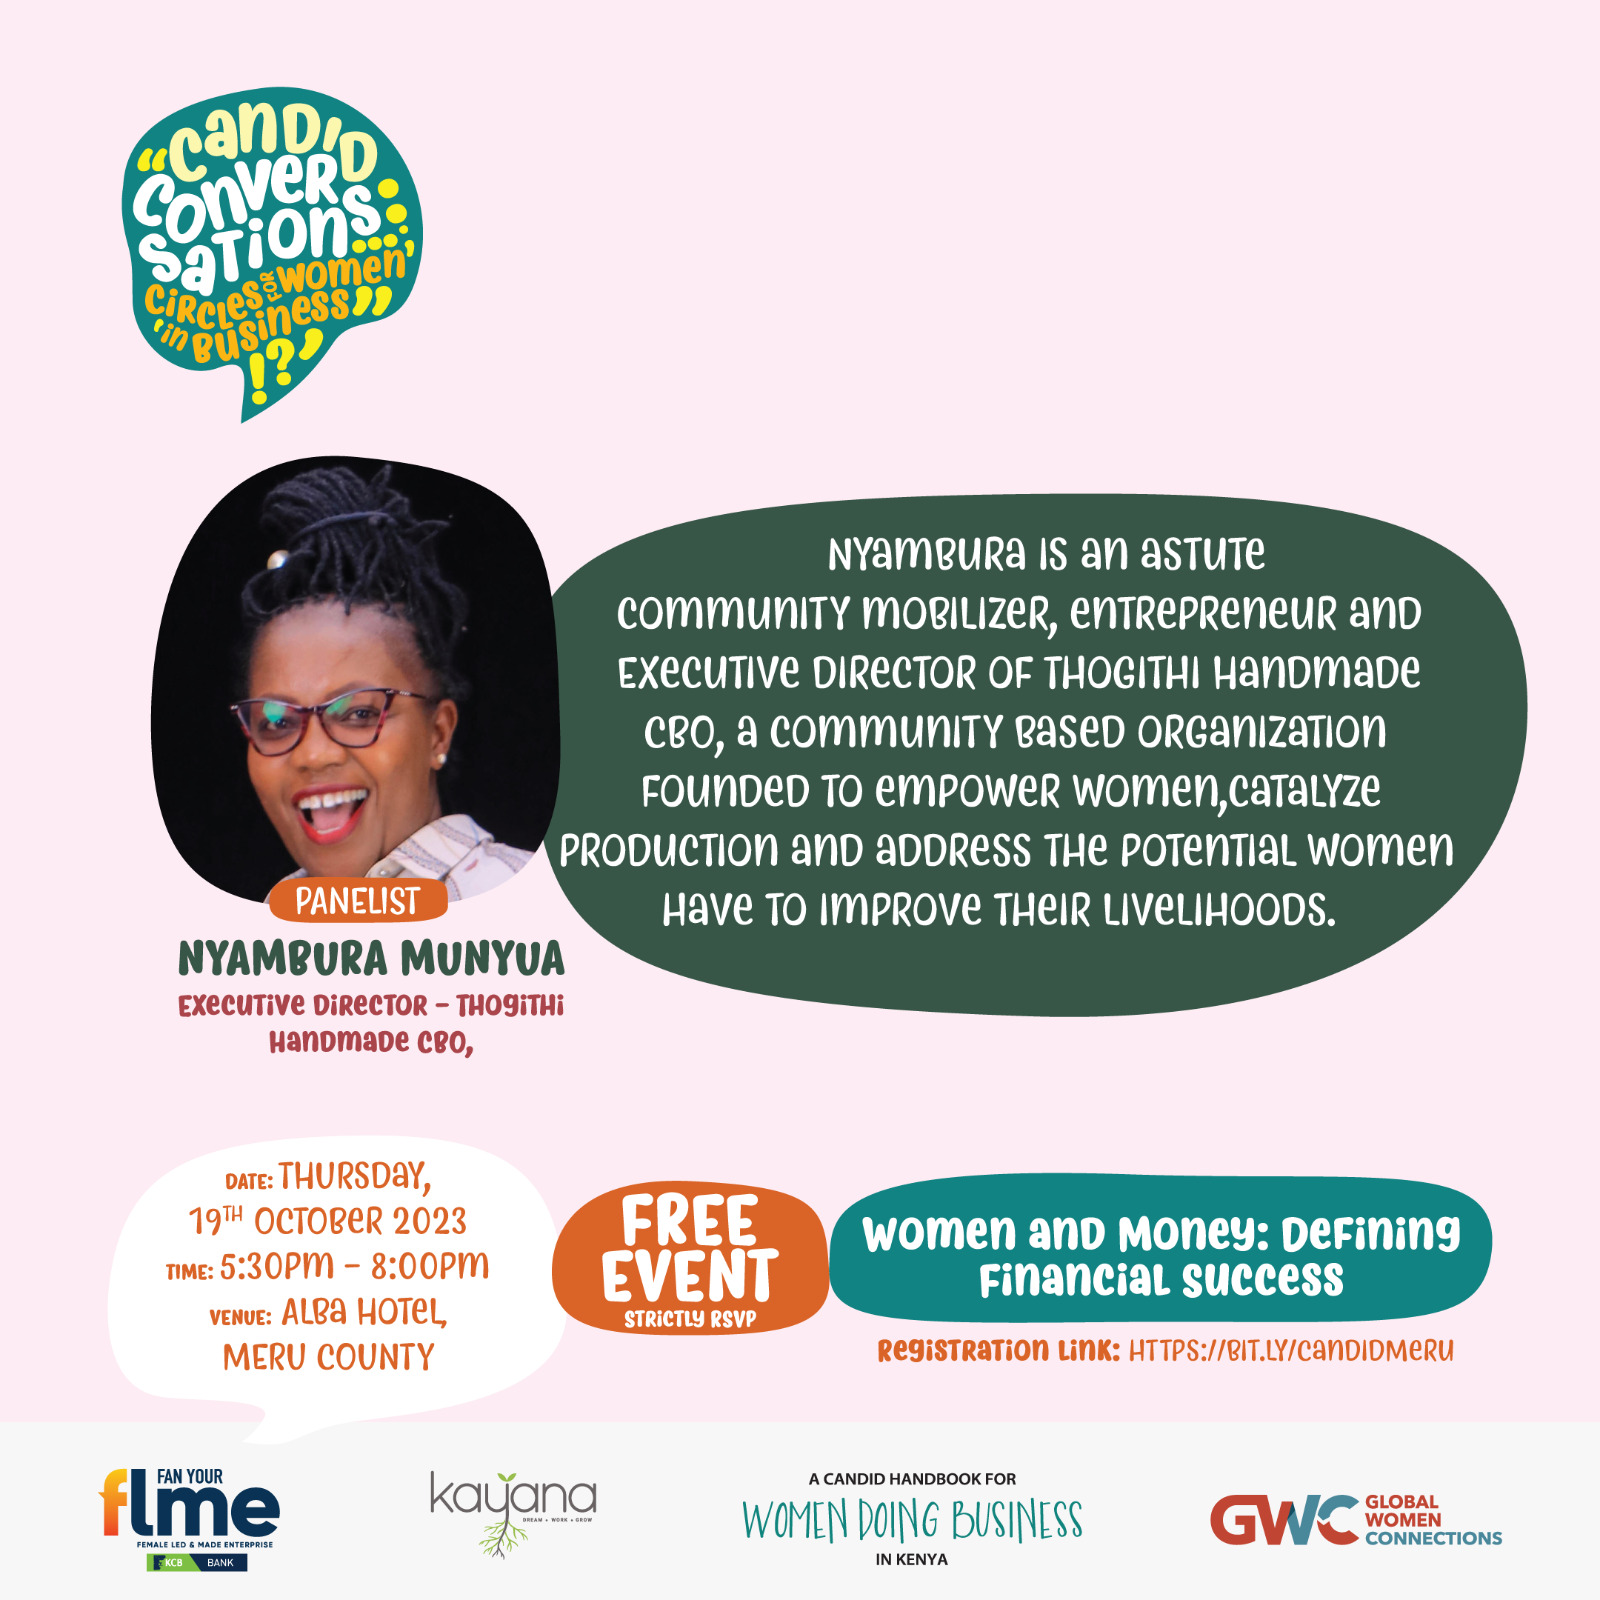 "CANDID
CONVER
SATIONS...
CIRCLES FOR WOMEN
'IN BUSINESS"
!?'
NYAMBURA IS AN ASTUTE
COMMUNITY MOBILIZER, ENTREPRENEUR AND
EXECUTIVE DIRECTOR OF THOGITHI HANDMADE
CBO, A COMMUNITY BASED ORGANIZATION
FOUNDED TO EMPOWER WOMEN,CATALYZE
PRODUCTION AND ADDRESS THE POTENTIAL WOMEN
HAVE TO IMPROVE THEIR LIVELIHOODS.
PANELIST
NYAMBURA MUNYUA
EXECUTIVE DIRECTOR – THOGITHI
HANDMADE CBO,
DATE: THURSDAY,
19TH OCTOBER 2023
TIME: 5:30PM – 8:00PM
VENUE: ALBA HOTEL,
MERU COUNTY
FREE
EVENT
STRICTLY RSVP
WOMEN AND MONEY: DEFINING
FINANCIAL SUCCESS
REGISTRATION LINK: HTTPS://BIT.LY/CANDIDMERU
FAN YOUR
flme
FEMALE LED & MADE ENTERPRISE
KCB BANK
kayana
DREAM • WORK • GROW
A CANDID HANDBOOK FOR
WOMEN DOING BUSINESS
IN KENYA
GWC
GLOBAL
WOMEN
CONNECTIONS